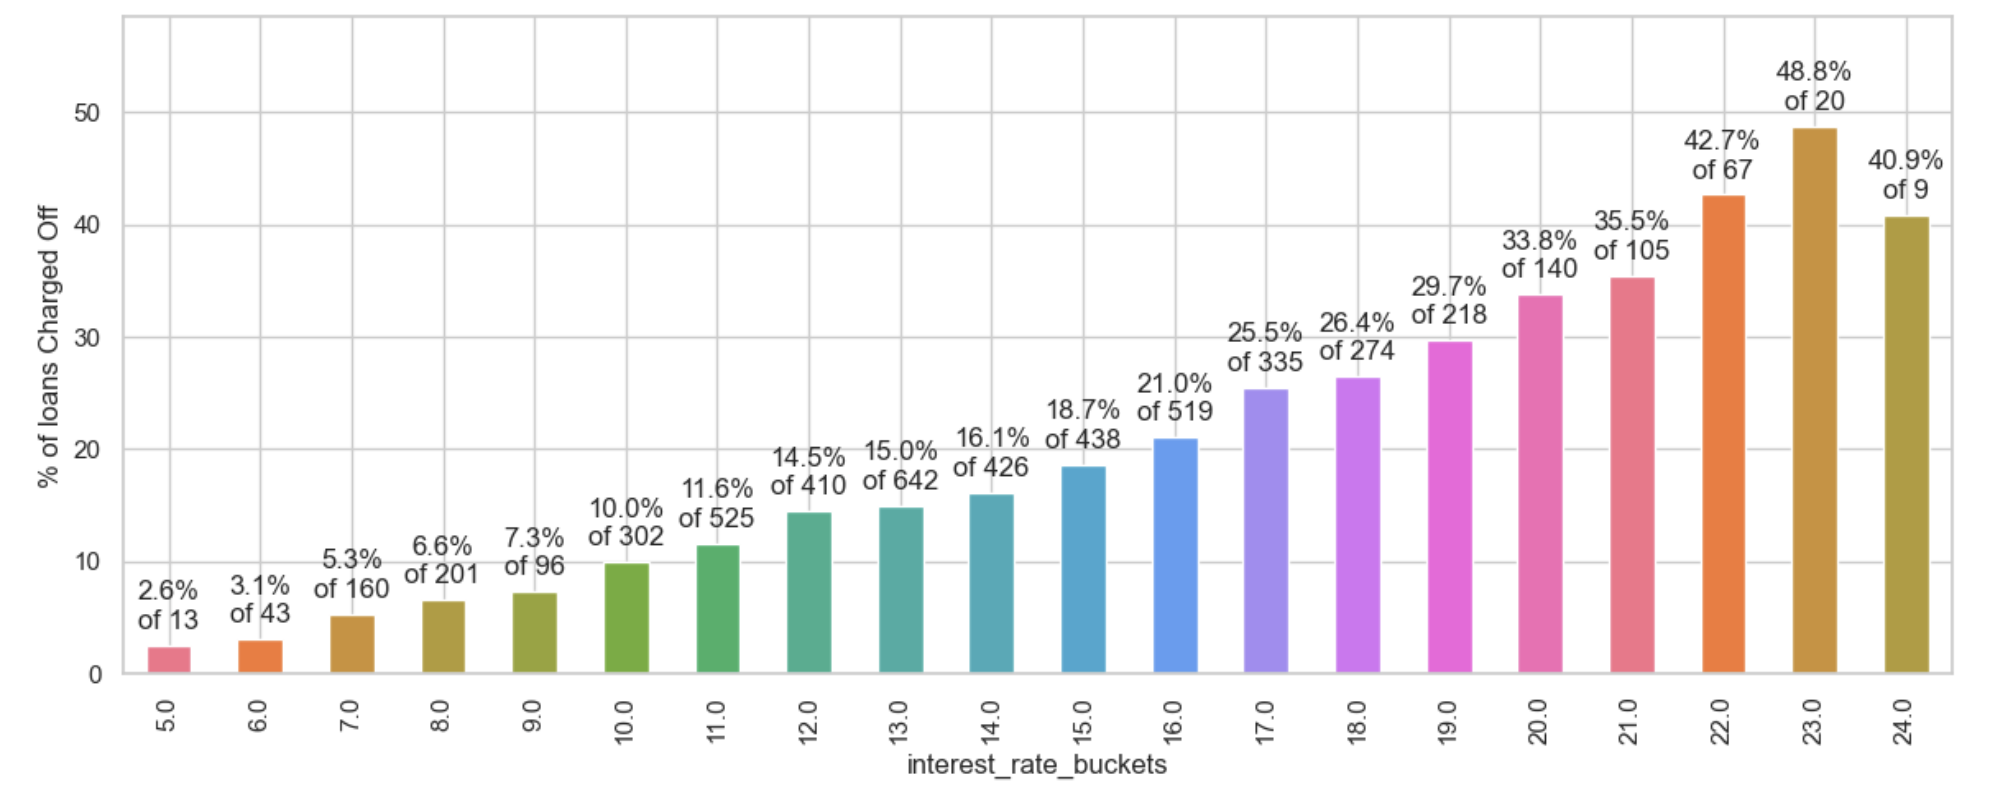 48.8%
of 20
42.7%
of 67
40.9%
of 9
35.5%
of 105
33.8%
of 140
29.7%
of 218
26.4%
of 274
25.5%
of 335
21.0%
of 519
18.7%
of 438
16.1%
of 426
15.0%
of 642
14.5%
of 410
11.6%
of 525
10.0%
of 302
7.3%
of 96
6.6%
of 201
5.3%
of 160
3.1%
of 43
2.6%
of 13
50
40
30
20
10
0
% of loans Charged Off
5.0
6.0
7.0
8.0
9.0
10.0
11.0
12.0
13.0
14.0
15.0
16.0
17.0
18.0
19.0
20.0
21.0
22.0
23.0
24.0
interest_rate_buckets